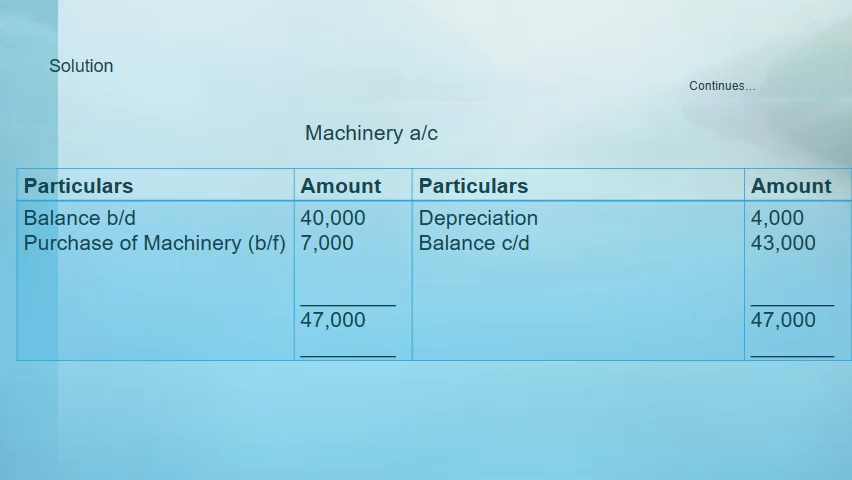 Solution
Continues...
Machinery a/c
Particulars Amount Particulars Amount
Balance b/d 40,000 Depreciation 4,000
Purchase of Machinery (b/f) 7,000 Balance c/d 43,000
47,000 47,000